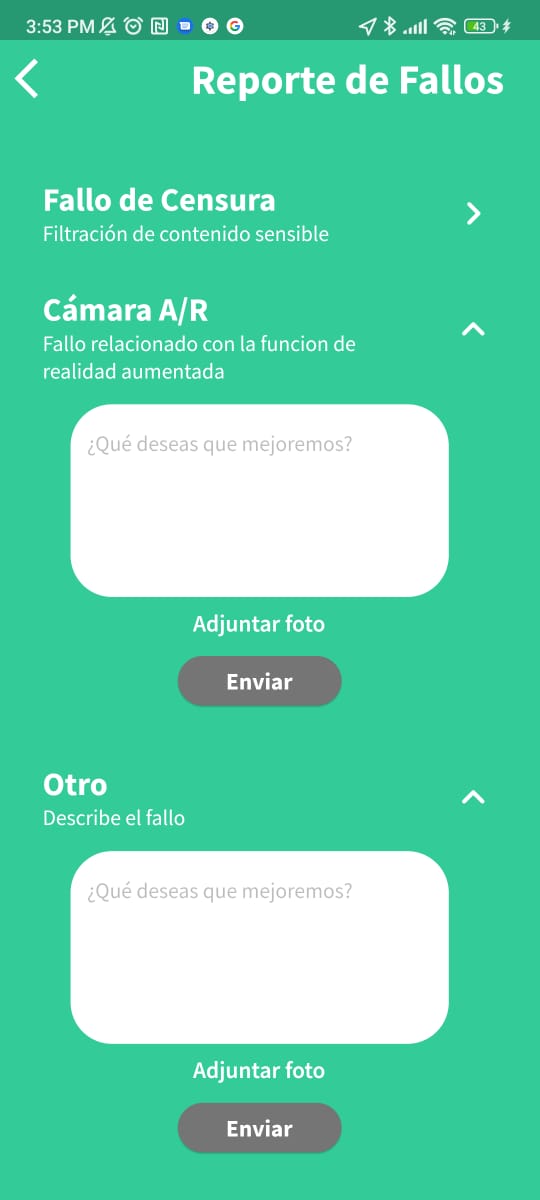 3:53 PM
43
Reporte de Fallos
Fallo de Censura
Filtración de contenido sensible
Cámara A/R
Fallo relacionado con la funcion de
realidad aumentada
¿Qué deseas que mejoremos?
Adjuntar foto
Enviar
Otro
Describe el fallo
¿Qué deseas que mejoremos?
Adjuntar foto
Enviar